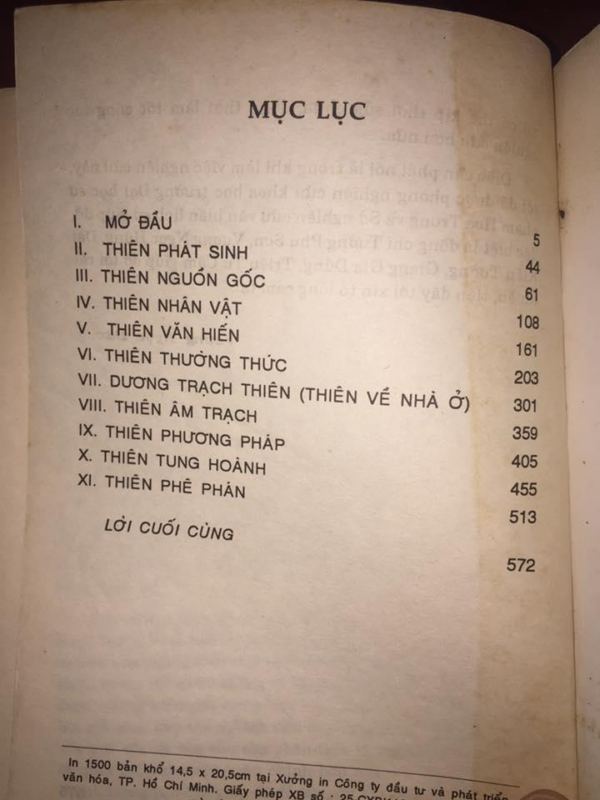 MỤC LỤC
I. MỞ ĐẦU 5
II. THIÊN PHÁT SINH 44
III. THIÊN NGUỒN GỐC 61
IV. THIÊN NHÂN VẬT 108
V. THIÊN VĂN HIẾN 161
VI. THIÊN THƯỜNG THỨC 203
VII. DƯƠNG TRẠCH THIÊN (THIÊN VỀ NHÀ Ở) 301
VIII. THIÊN ÂM TRẠCH 359
IX. THIÊN PHƯƠNG PHÁP 405
X. THIÊN TUNG HOÀNH 455
XI. THIÊN PHÊ PHÁN 513
LỜI CUỐI CÙNG 572
In 1500 bản khổ 14,5 x 20,5cm tại Xưởng in Công ty đầu tư và phát triển
văn hóa, TP. Hồ Chí Minh. Giấy phép XB số : 25